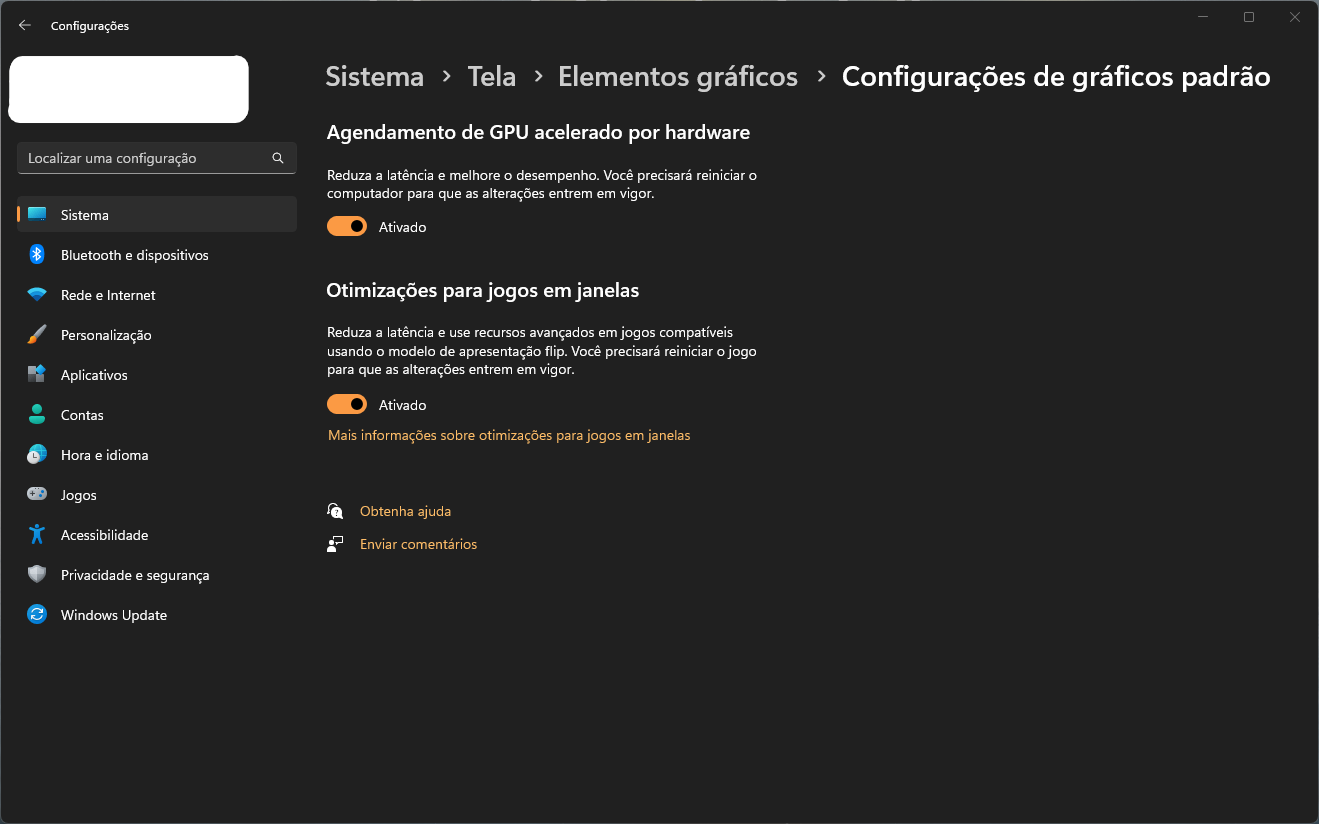 Configurações
Sistema › Tela › Elementos gráficos › Configurações de gráficos padrão
Localizar uma configuração
Sistema
Bluetooth e dispositivos
Rede e Internet
Personalização
Aplicativos
Contas
Hora e idioma
Jogos
Acessibilidade
Privacidade e segurança
Windows Update
Agendamento de GPU acelerado por hardware
Reduza a latência e melhore o desempenho. Você precisará reiniciar o
computador para que as alterações entrem em vigor.
Ativado
Otimizações para jogos em janelas
Reduza a latência e use recursos avançados em jogos compatíveis
usando o modelo de apresentação flip. Você precisará reiniciar o jogo
para que as alterações entrem em vigor.
Ativado
Mais informações sobre otimizações para jogos em janelas
Obtenha ajuda
Enviar comentários